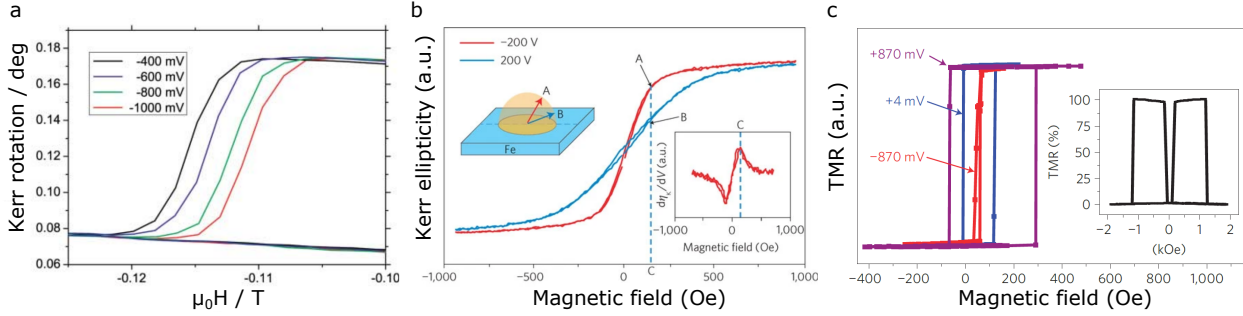 a
Kerr rotation / deg
0.18
0.16
0.14
0.12
0.10
0.08
0.06
-400 mV
-600 mV
-800 mV
-1000 mV
-0.12
-0.11
-0.10
μ₀H / T
b
Kerr ellipticity (a.u.)
−200 V
200 V
A
B
Fe
A
B
C
dηₖ/dV (a.u.)
−1000
0
1000
Magnetic field (Oe)
−1,000
−500
0
500
1,000
C
Magnetic field (Oe)
c
TMR (a.u.)
+870 mV
+4 mV
−870 mV
TMR (%)
100
75
50
25
0
−2
−1
0
1
2
(kOe)
−400
−200
0
200
400
600
800
1,000
Magnetic field (Oe)